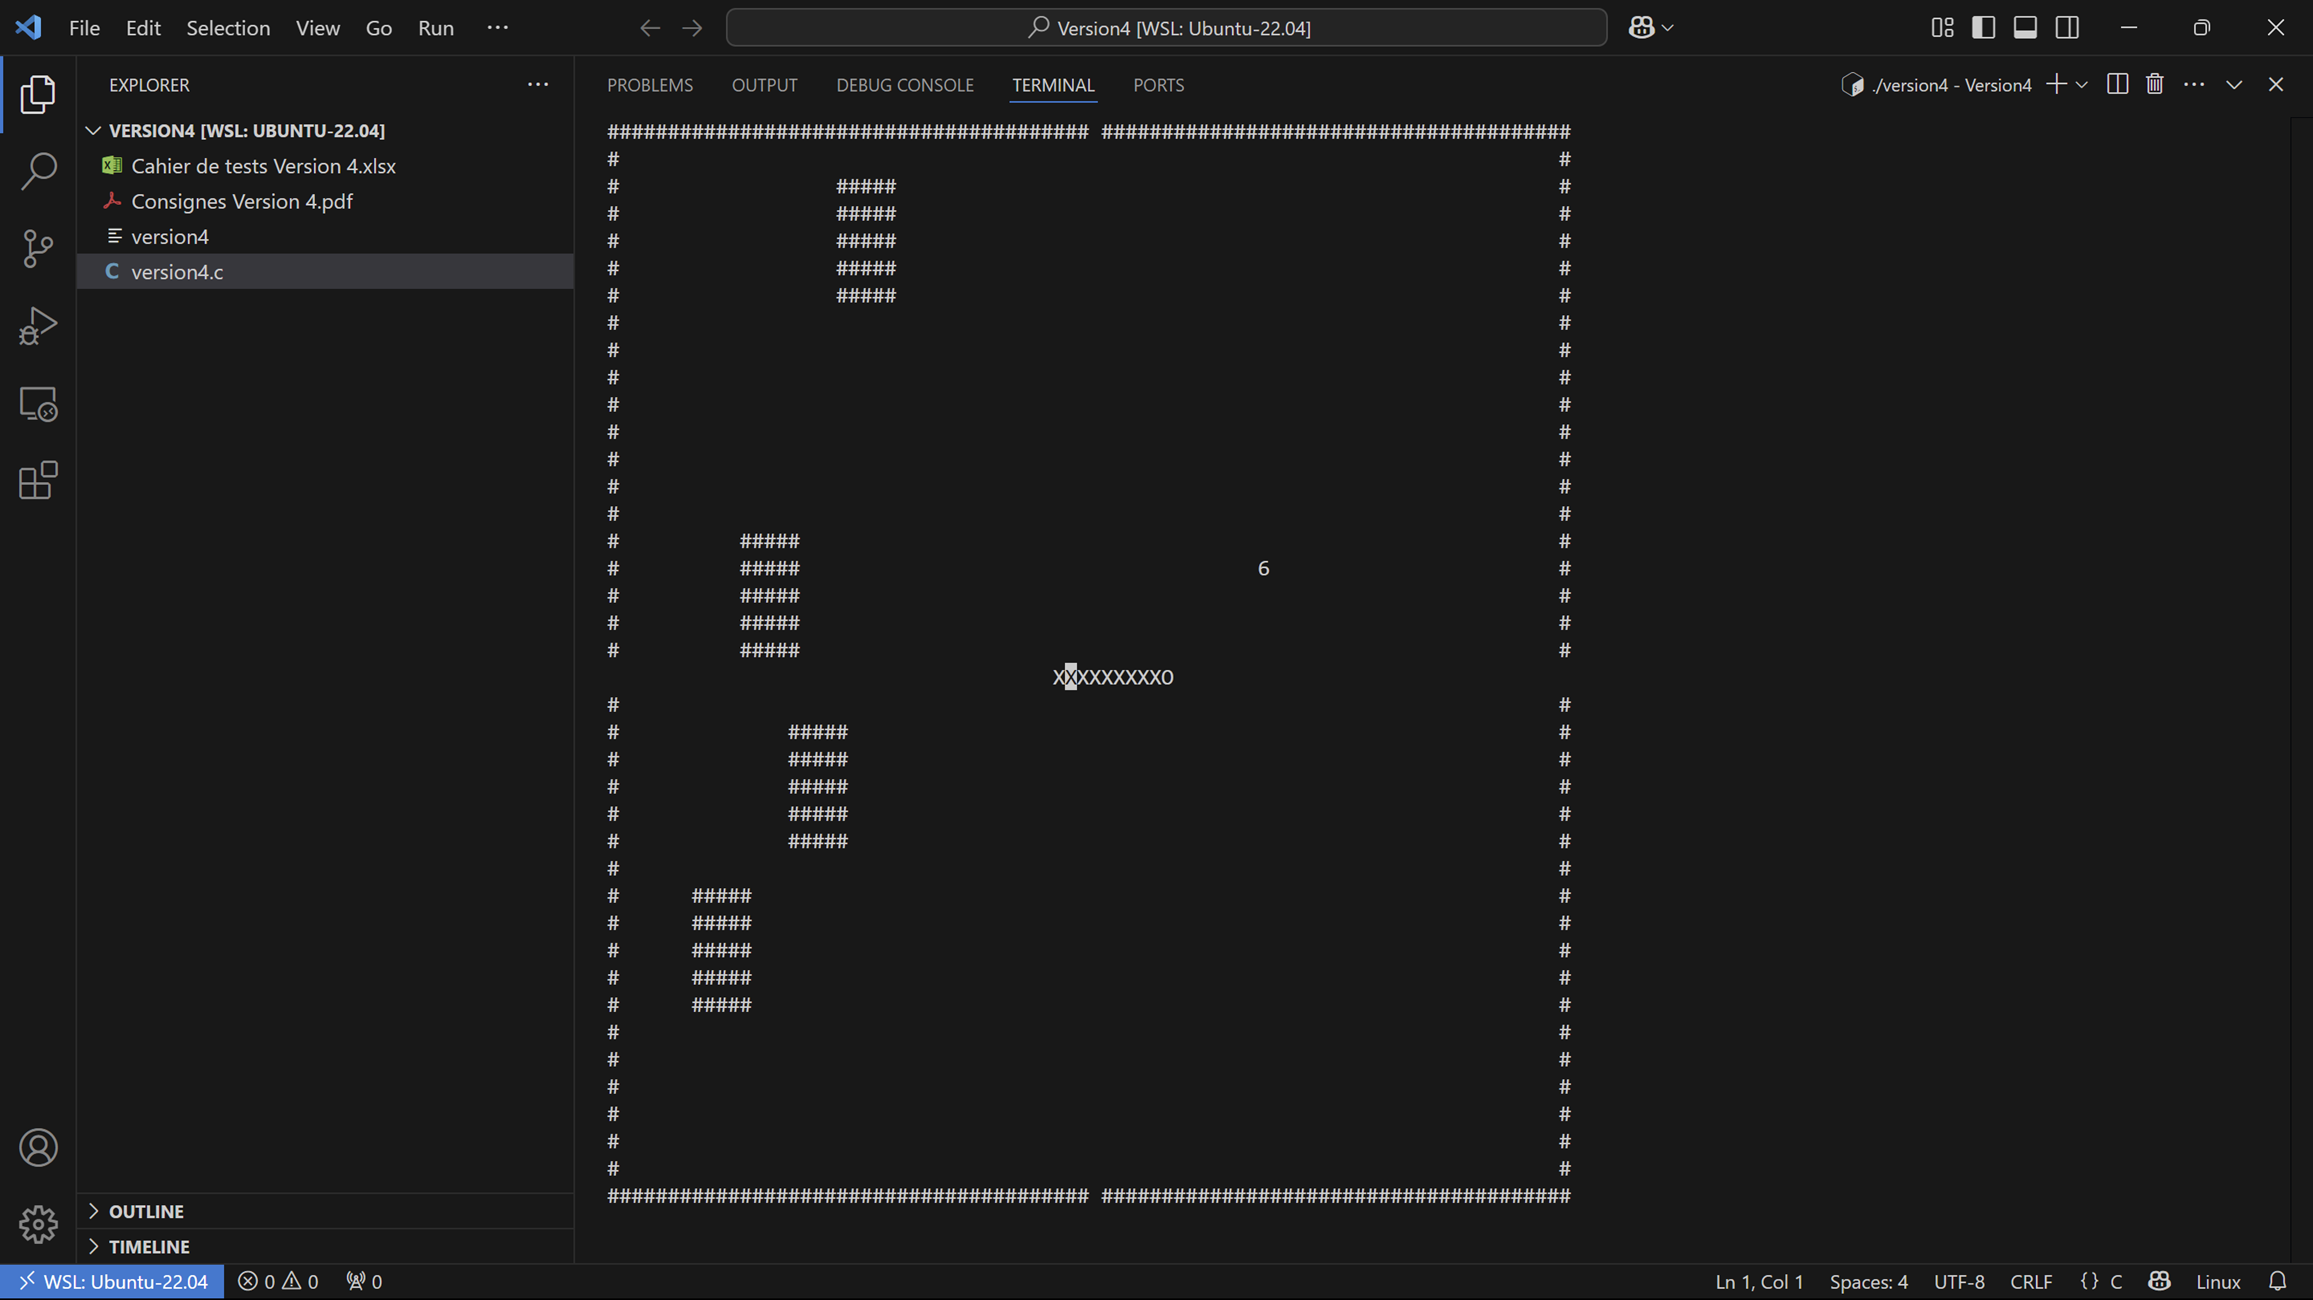 File Edit Selection View Go Run ···
Version4 [WSL: Ubuntu-22.04]
EXPLORER
VERSION4 [WSL: UBUNTU-22.04]
Cahier de tests Version 4.xlsx
Consignes Version 4.pdf
version4
C version4.c
OUTLINE
TIMELINE
PROBLEMS OUTPUT DEBUG CONSOLE TERMINAL PORTS
./version4 - Version4
######################################## #######################################
# #
# ##### #
# ##### #
# ##### #
# ##### #
# ##### #
# #
# #
# #
# #
# #
# #
# #
# #
# ##### #
# ##### 6 #
# ##### #
# ##### #
# ##### #
XXXXXXXXXO
# #
# ##### #
# ##### #
# ##### #
# ##### #
# ##### #
# #
# ##### #
# ##### #
# ##### #
# ##### #
# ##### #
# #
# #
# #
# #
# #
# #
######################################## #######################################
WSL: Ubuntu-22.04 0 0 0
Ln 1, Col 1 Spaces: 4 UTF-8 CRLF {} C Linux